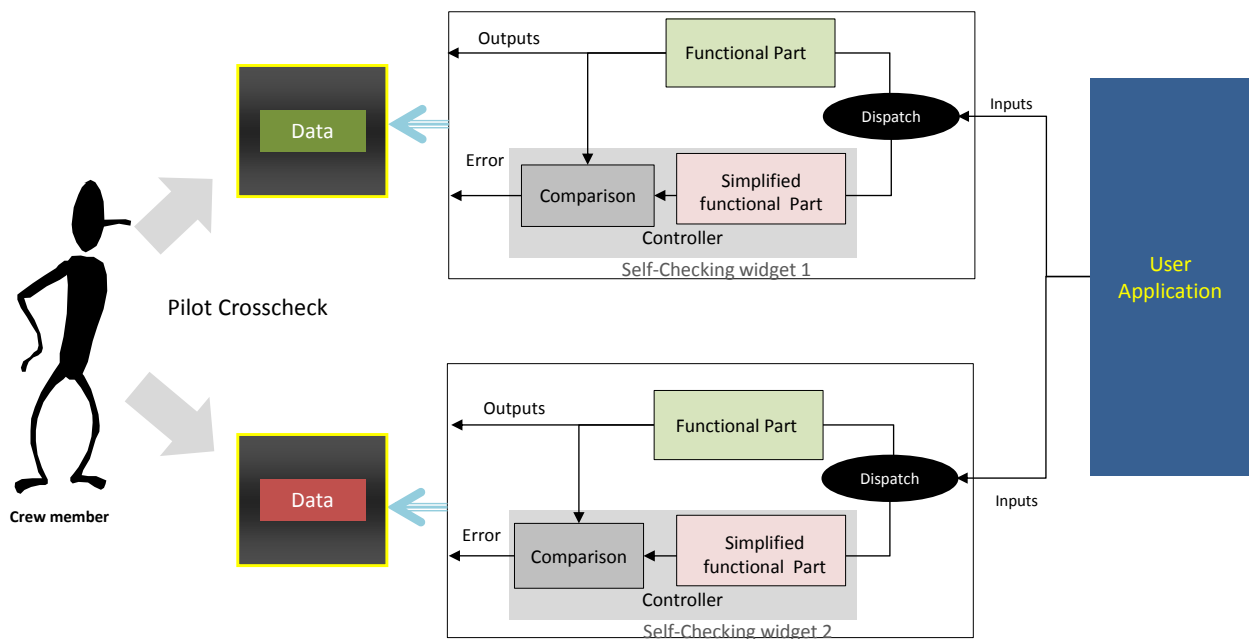 Outputs
Functional Part
Dispatch
Inputs
Data
Error
Comparison
Simplified
functional Part
Controller
Self-Checking widget 1
User
Application
Pilot Crosscheck
Outputs
Functional Part
Dispatch
Inputs
Data
Error
Comparison
Simplified
functional Part
Controller
Self-Checking widget 2
Crew member